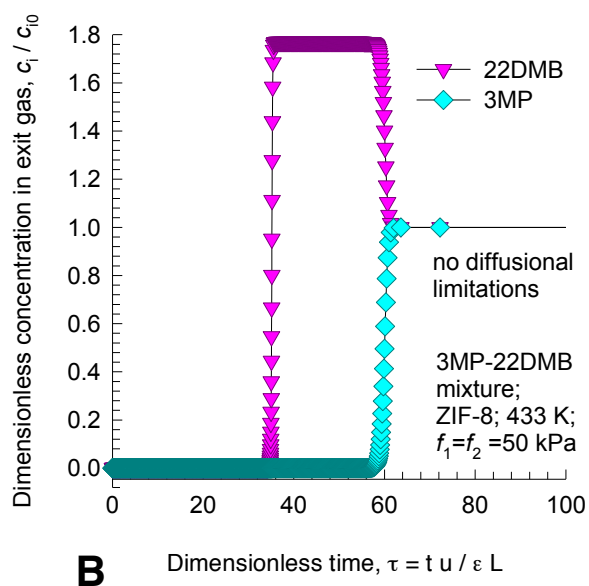 Dimensionless concentration in exit gas, cᵢ / cᵢ₀
1.8
1.6
1.4
1.2
1.0
0.8
0.6
0.4
0.2
0.0
22DMB
3MP
no diffusional
limitations
3MP-22DMB
mixture;
ZIF-8; 433 K;
f₁=f₂ =50 kPa
0 20 40 60 80 100
B Dimensionless time, τ = t u / ε L